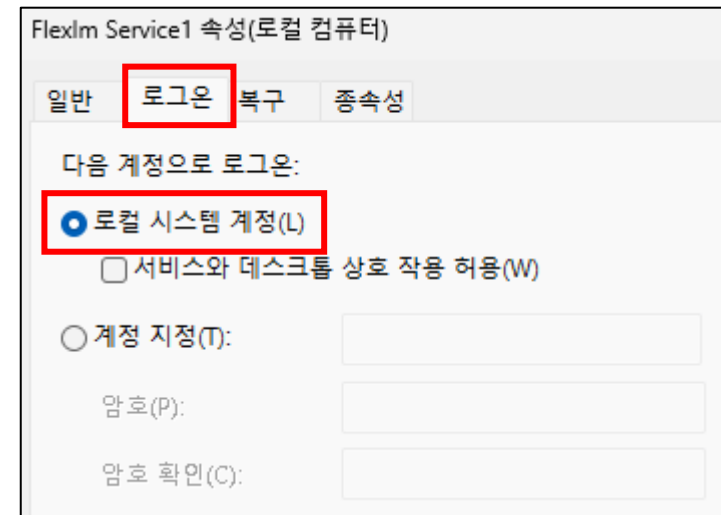 Flexlm Service1 속성(로컬 컴퓨터)
일반 로그온 복구 종속성
다음 계정으로 로그온:
로컬 시스템 계정(L)
서비스와 데스크톱 상호 작용 허용(W)
계정 지정(T):
암호(P):
암호 확인(C):